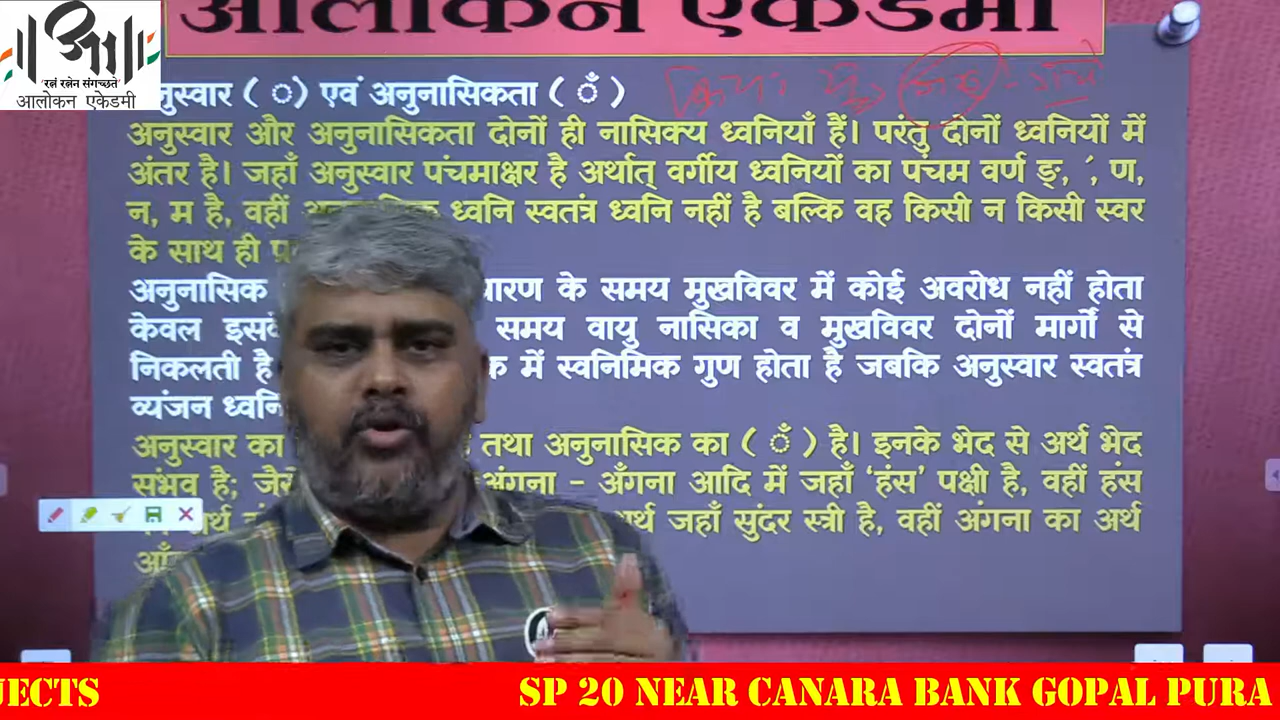 आलोकन एकेडमी
'रत्नं रत्नेन संगच्छते'
आलोकन एकेडमी
नुस्वार ( ं ) एवं अनुनासिकता ( ँ )
अनुस्वार और अनुनासिकता दोनों ही नासिक्य ध्वनियाँ हैं। परंतु दोनों ध्वनियों में
अंतर है। जहाँ अनुस्वार पंचमाक्षर है अर्थात् वर्गीय ध्वनियों का पंचम वर्ण ङ्, ´, ण,
न, म है, वहीं ध्वनि स्वतंत्र ध्वनि नहीं है बल्कि वह किसी न किसी स्वर
के साथ ही
अनुनासिक चारण के समय मुखविवर में कोई अवरोध नहीं होता
केवल समय वायु नासिका व मुखविवर दोनों मार्गों से
निकलती है क में स्वनिमिक गुण होता है जबकि अनुस्वार स्वतंत्र
व्यंजन ध्वनि
अनुस्वार का तथा अनुनासिक का ( ँ ) है। इनके भेद से अर्थ भेद
संभव है; जैसे अंगना - अँगना आदि में जहाँ 'हंस' पक्षी है, वहीं हंस
र्थ जहाँ सुंदर स्त्री है, वहीं अंगना का अर्थ
JECTS SP 20 NEAR CANARA BANK GOPAL PURA